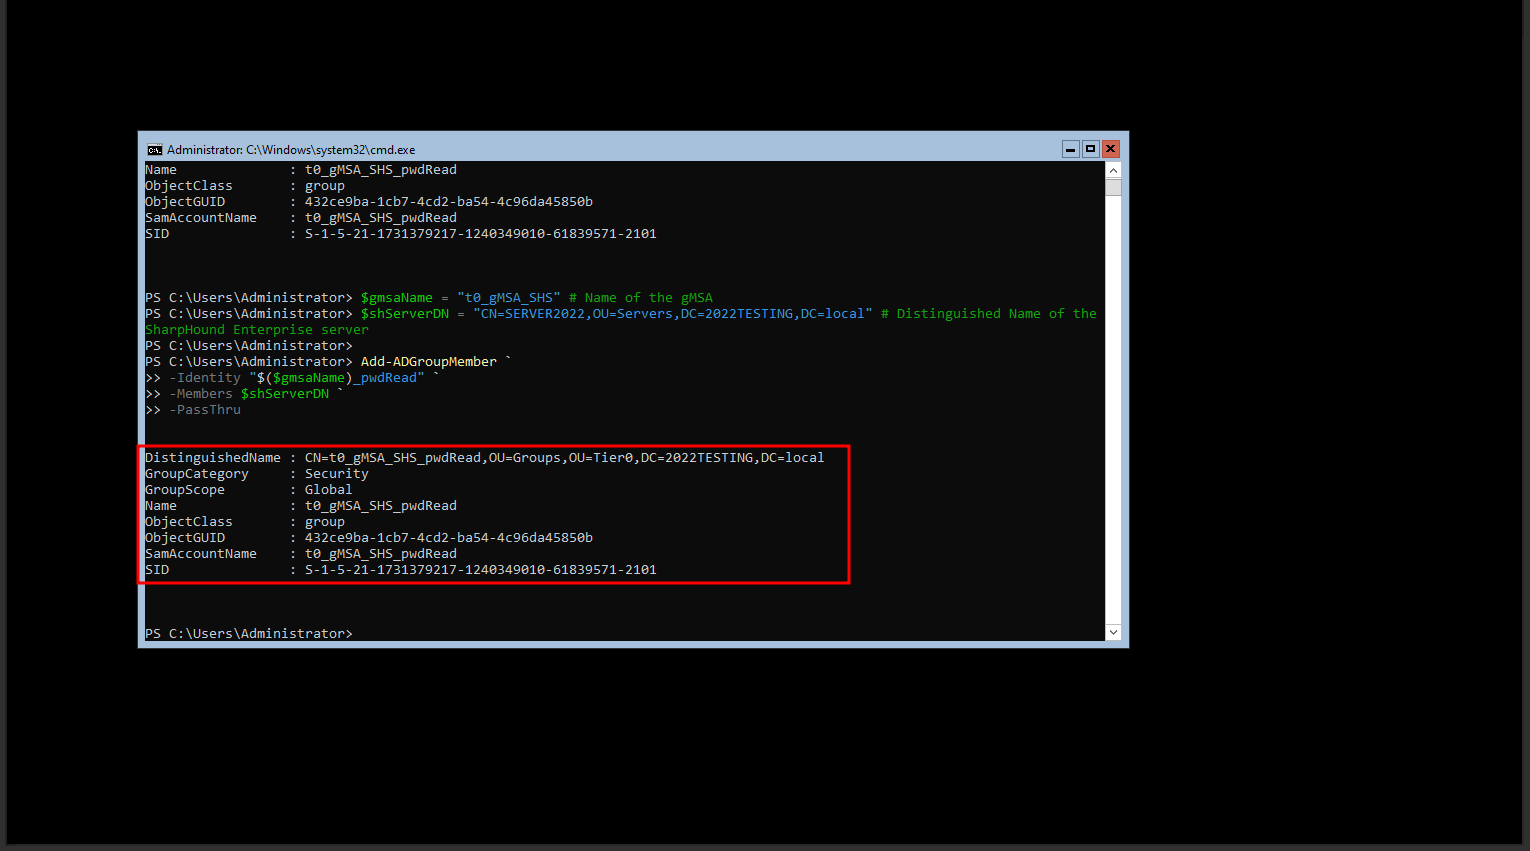 Administrator: C:\Windows\system32\cmd.exe
Name                  : t0_gMSA_SHS_pwdRead
ObjectClass       : group
ObjectGUID        : 432ce9ba-1cb7-4cd2-ba54-4c96da45850b
SamAccountName    : t0_gMSA_SHS_pwdRead
SID               : S-1-5-21-1731379217-1240349010-61839571-2101
PS C:\Users\Administrator> $gmsaName = "t0_gMSA_SHS" # Name of the gMSA
PS C:\Users\Administrator> $shServerDN = "CN=SERVER2022,OU=Servers,DC=2022TESTING,DC=local" # Distinguished Name of the
SharpHound Enterprise server
PS C:\Users\Administrator>
PS C:\Users\Administrator> Add-ADGroupMember `
>> -Identity "$($gmsaName)_pwdRead" `
>> -Members $shServerDN `
>> -PassThru
DistinguishedName : CN=t0_gMSA_SHS_pwdRead,OU=Groups,OU=Tier0,DC=2022TESTING,DC=local
GroupCategory     : Security
GroupScope        : Global
Name              : t0_gMSA_SHS_pwdRead
ObjectClass       : group
ObjectGUID        : 432ce9ba-1cb7-4cd2-ba54-4c96da45850b
SamAccountName    : t0_gMSA_SHS_pwdRead
SID               : S-1-5-21-1731379217-1240349010-61839571-2101
PS C:\Users\Administrator>